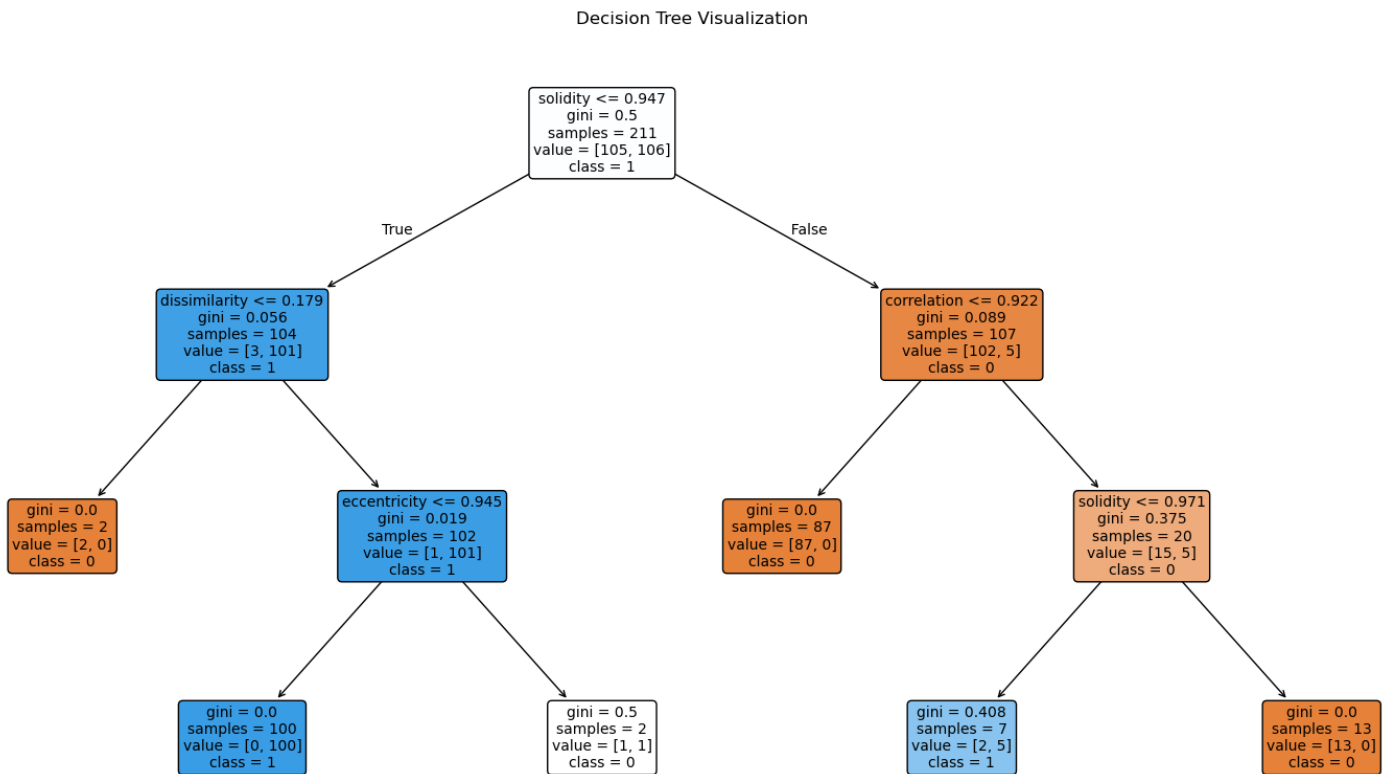 Decision Tree Visualization
solidity <= 0.947
gini = 0.5
samples = 211
value = [105, 106]
class = 1
True
False
dissimilarity <= 0.179
gini = 0.056
samples = 104
value = [3, 101]
class = 1
correlation <= 0.922
gini = 0.089
samples = 107
value = [102, 5]
class = 0
gini = 0.0
samples = 2
value = [2, 0]
class = 0
eccentricity <= 0.945
gini = 0.019
samples = 102
value = [1, 101]
class = 1
gini = 0.0
samples = 87
value = [87, 0]
class = 0
solidity <= 0.971
gini = 0.375
samples = 20
value = [15, 5]
class = 0
gini = 0.0
samples = 100
value = [0, 100]
class = 1
gini = 0.5
samples = 2
value = [1, 1]
class = 0
gini = 0.408
samples = 7
value = [2, 5]
class = 1
gini = 0.0
samples = 13
value = [13, 0]
class = 0